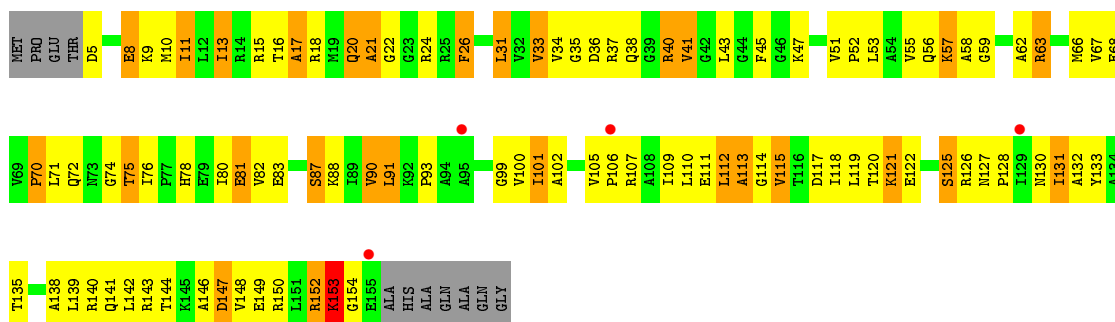 MET PRO GLU THR D5 E8 K9 M10 I11 L12 I13 R14 R15 T16 A17 R18 M19 Q20 A21 G22 G23 R24 R25 F26 L31 V32 V33 V34 G35 D36 R37 Q38 G39 R40 V41 G42 L43 G44 F45 G46 K47 V51 P52 L53 A54 V55 Q56 K57 A58 G59 A62 R63 M66 V67 E68
V69 P70 L71 Q72 N73 G74 T75 I76 P77 H78 E79 I80 E81 V82 E83 S87 K88 I89 V90 L91 K92 P93 A94 A95 G99 V100 I101 A102 V105 P106 R107 A108 I109 L110 E111 L112 A113 G114 V115 T116 D117 I118 L119 T120 K121 E122 S125 R126 N127 P128 I129 N130 I131 A132 Y133 A134
T135 A138 L139 R140 Q141 L142 R143 T144 K145 A146 D147 V148 E149 R150 L151 R152 K153 G154 E155 ALA HIS ALA GLN ALA GLN GLY